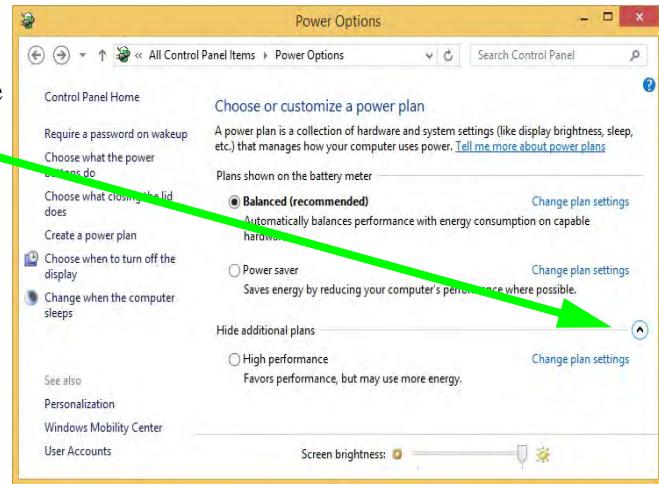 Power Options
« All Control Panel Items ▸ Power Options
Search Control Panel
e
Control Panel Home
Require a password on wakeup
Choose what the power
do
Choose what closing the lid
does
Create a power plan
Choose when to turn off the
display
Change when the computer
sleeps
See also
Personalization
Windows Mobility Center
User Accounts
Choose or customize a power plan
A power plan is a collection of hardware and system settings (like display brightness, sleep,
etc.) that manages how your computer uses power. Tell me more about power plans
Plans shown on the battery meter
Balanced (recommended)
Change plan settings
Automatically balances performance with energy consumption on capable
Power saver
Change plan settings
Saves energy by reducing your computer's performance where possible.
Hide additional plans
High performance
Change plan settings
Favors performance, but may use more energy.
Screen brightness: